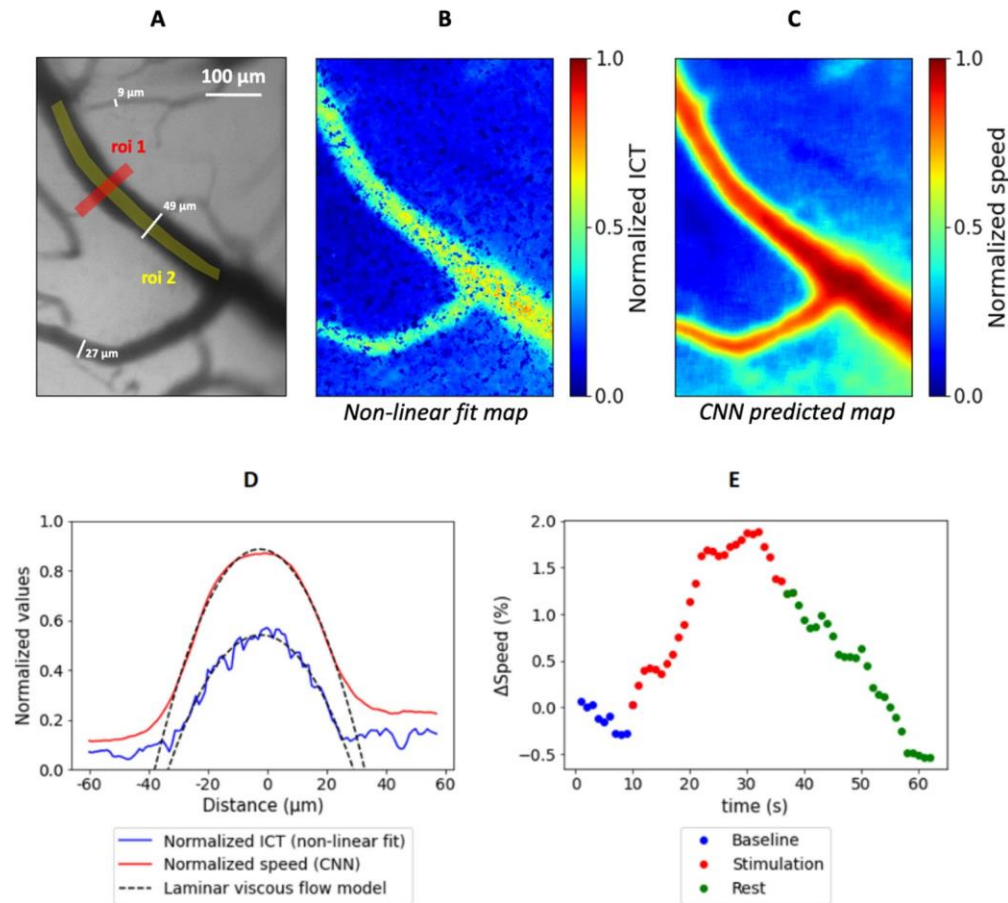 A
B
C
100 µm
9 µm
roi 1
49 µm
roi 2
27 µm
1.0
0.5
0.0
Normalized ICT
Non-linear fit map
1.0
0.5
0.0
Normalized speed
CNN predicted map
D
E
Normalized values
1.0
0.8
0.6
0.4
0.2
0.0
-60 -40 -20 0 20 40 60
Distance (µm)
Normalized ICT (non-linear fit)
Normalized speed (CNN)
Laminar viscous flow model
ΔSpeed (%)
2.0
1.5
1.0
0.5
0.0
−0.5
0 10 20 30 40 50 60
time (s)
Baseline
Stimulation
Rest